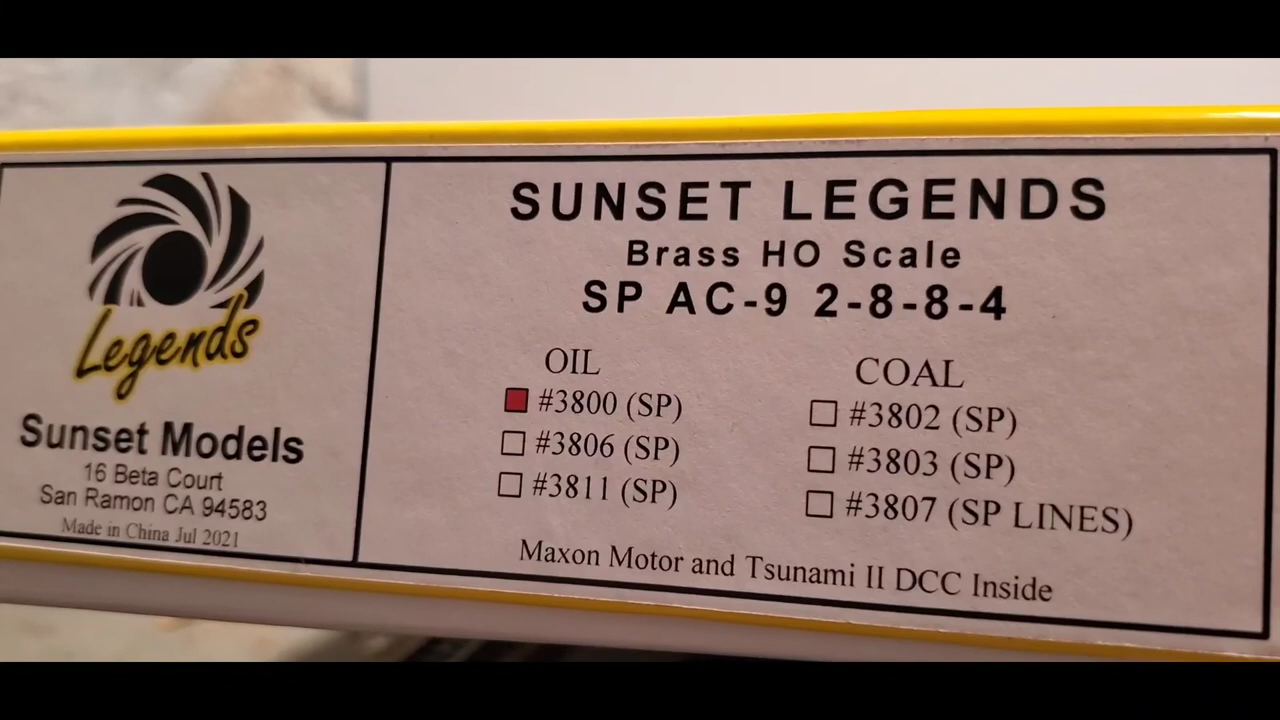 Legends
Sunset Models
16 Beta Court
San Ramon CA 94583
Made in China Jul 2021
SUNSET LEGENDS
Brass HO Scale
SP AC-9 2-8-8-4
OIL
#3800 (SP)
#3806 (SP)
#3811 (SP)
COAL
#3802 (SP)
#3803 (SP)
#3807 (SP LINES)
Maxon Motor and Tsunami II DCC Inside